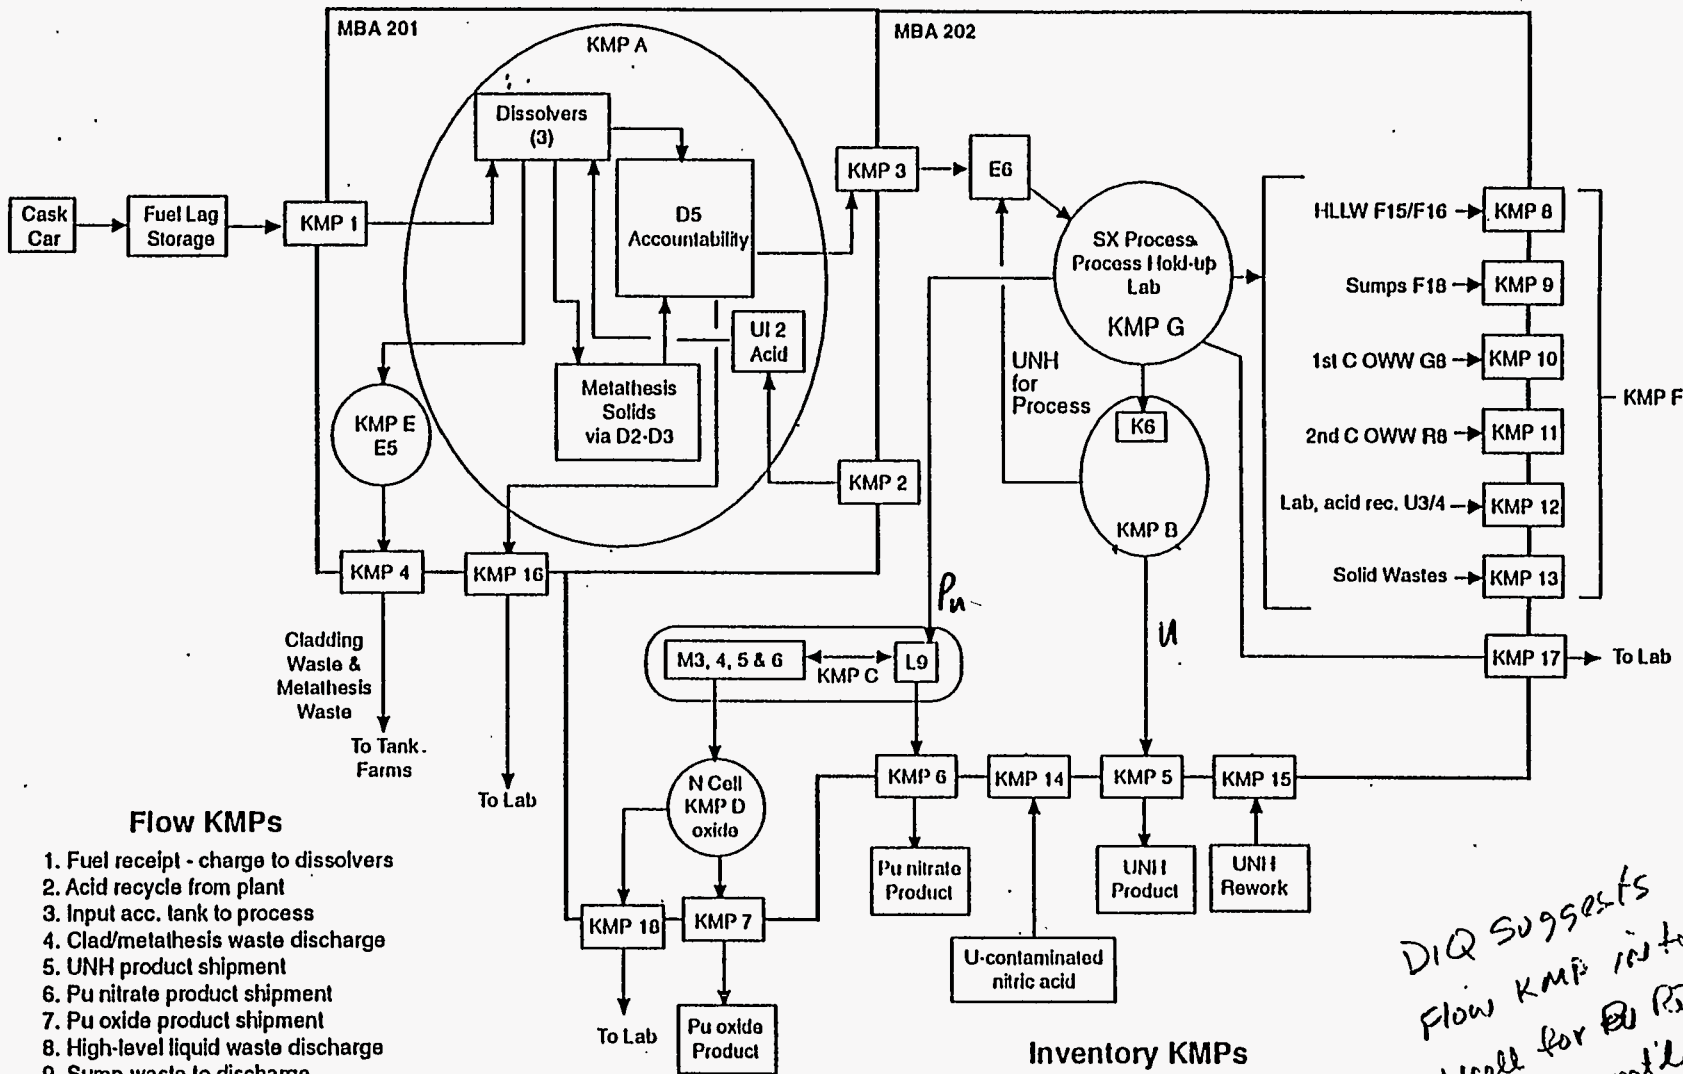 MBA 201
MBA 202
KMP A
Dissolvers
(3)
D5
Accountability
Metathesis
Solids
via D2-D3
UI 2
Acid
Cask
Car
Fuel Lag
Storage
KMP 1
KMP E
E5
KMP 4
KMP 16
KMP 2
KMP 3
E6
SX Process
Process Hold-up
Lab
KMP G
UNH
for
Process
K6
KMP B
HLLW F15/F16
KMP 8
Sumps F18
KMP 9
1st C OWW G8
KMP 10
2nd C OWW R8
KMP 11
Lab, acid rec. U3/4
KMP 12
Solid Wastes
KMP 13
KMP F
KMP 17
To Lab
Pu
U
Cladding
Waste &
Metathesis
Waste
To Tank
Farms
To Lab
M3, 4, 5 & 6
KMP C
L9
N Cell
KMP D
oxide
KMP 18
KMP 7
To Lab
Pu oxide
Product
KMP 6
KMP 14
KMP 5
KMP 15
Pu nitrate
Product
U-contaminated
nitric acid
UNH
Product
UNH
Rework
Flow KMPs
1. Fuel receipt - charge to dissolvers
2. Acid recycle from plant
3. Input acc. tank to process
4. Clad/metathesis waste discharge
5. UNH product shipment
6. Pu nitrate product shipment
7. Pu oxide product shipment
8. High-level liquid waste discharge
9. Sump waste to discharge
Inventory KMPs
DIQ suggests
Flow KMP into
for